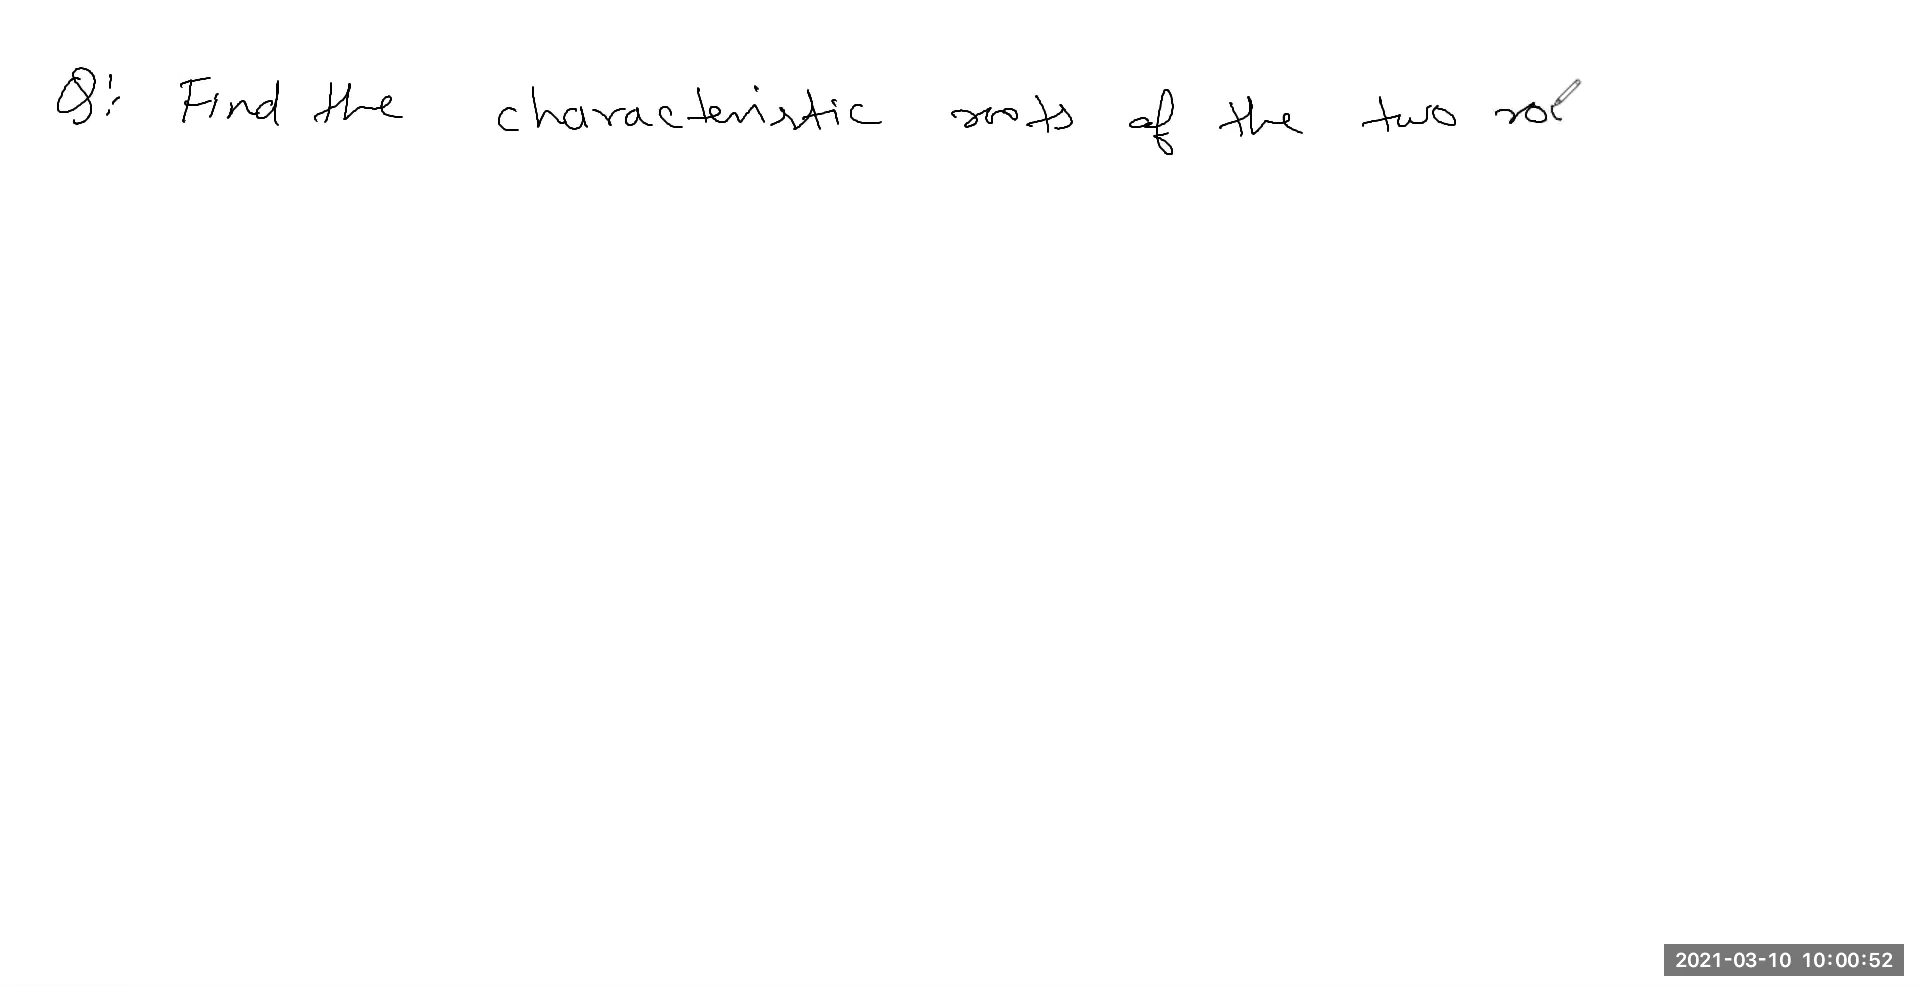 Q: Find the characteristic roots of the two
2021-03-10 10:00:52